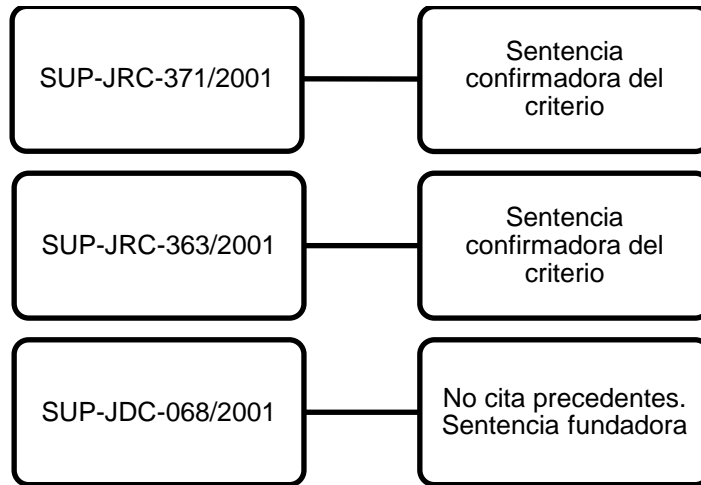 SUP-JRC-371/2001
Sentencia
confirmadora del
criterio
SUP-JRC-363/2001
Sentencia
confirmadora del
criterio
SUP-JDC-068/2001
No cita precedentes.
Sentencia fundadora